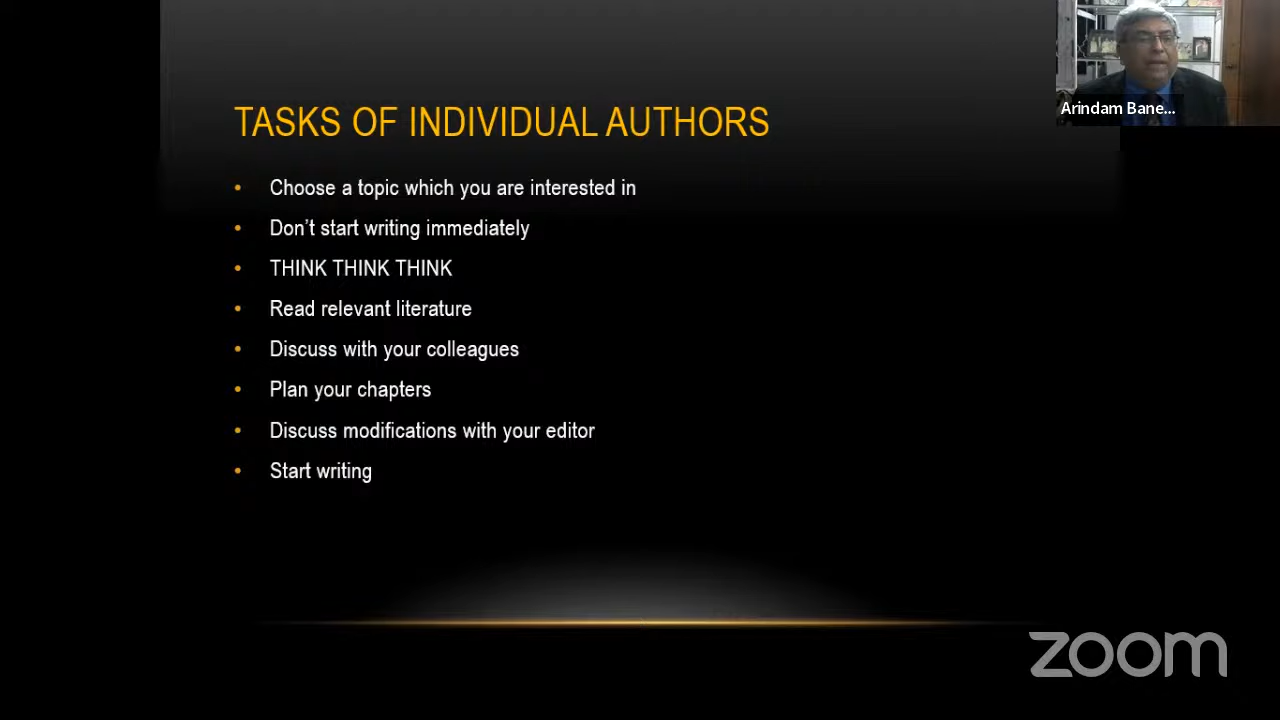 TASKS OF INDIVIDUAL AUTHORS
• Choose a topic which you are interested in
• Don’t start writing immediately
• THINK THINK THINK
• Read relevant literature
• Discuss with your colleagues
• Plan your chapters
• Discuss modifications with your editor
• Start writing
Arindam Bane...
zoom